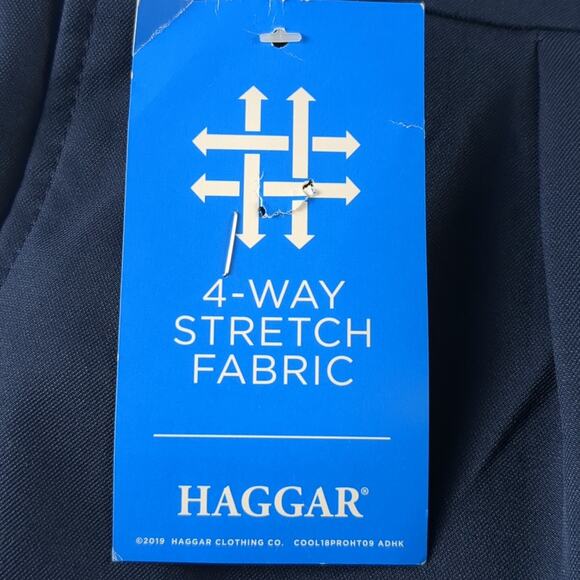 4-WAY
STRETCH
FABRIC
HAGGAR®
©2019 HAGGAR CLOTHING CO. COOL18PROHT09 ADHK